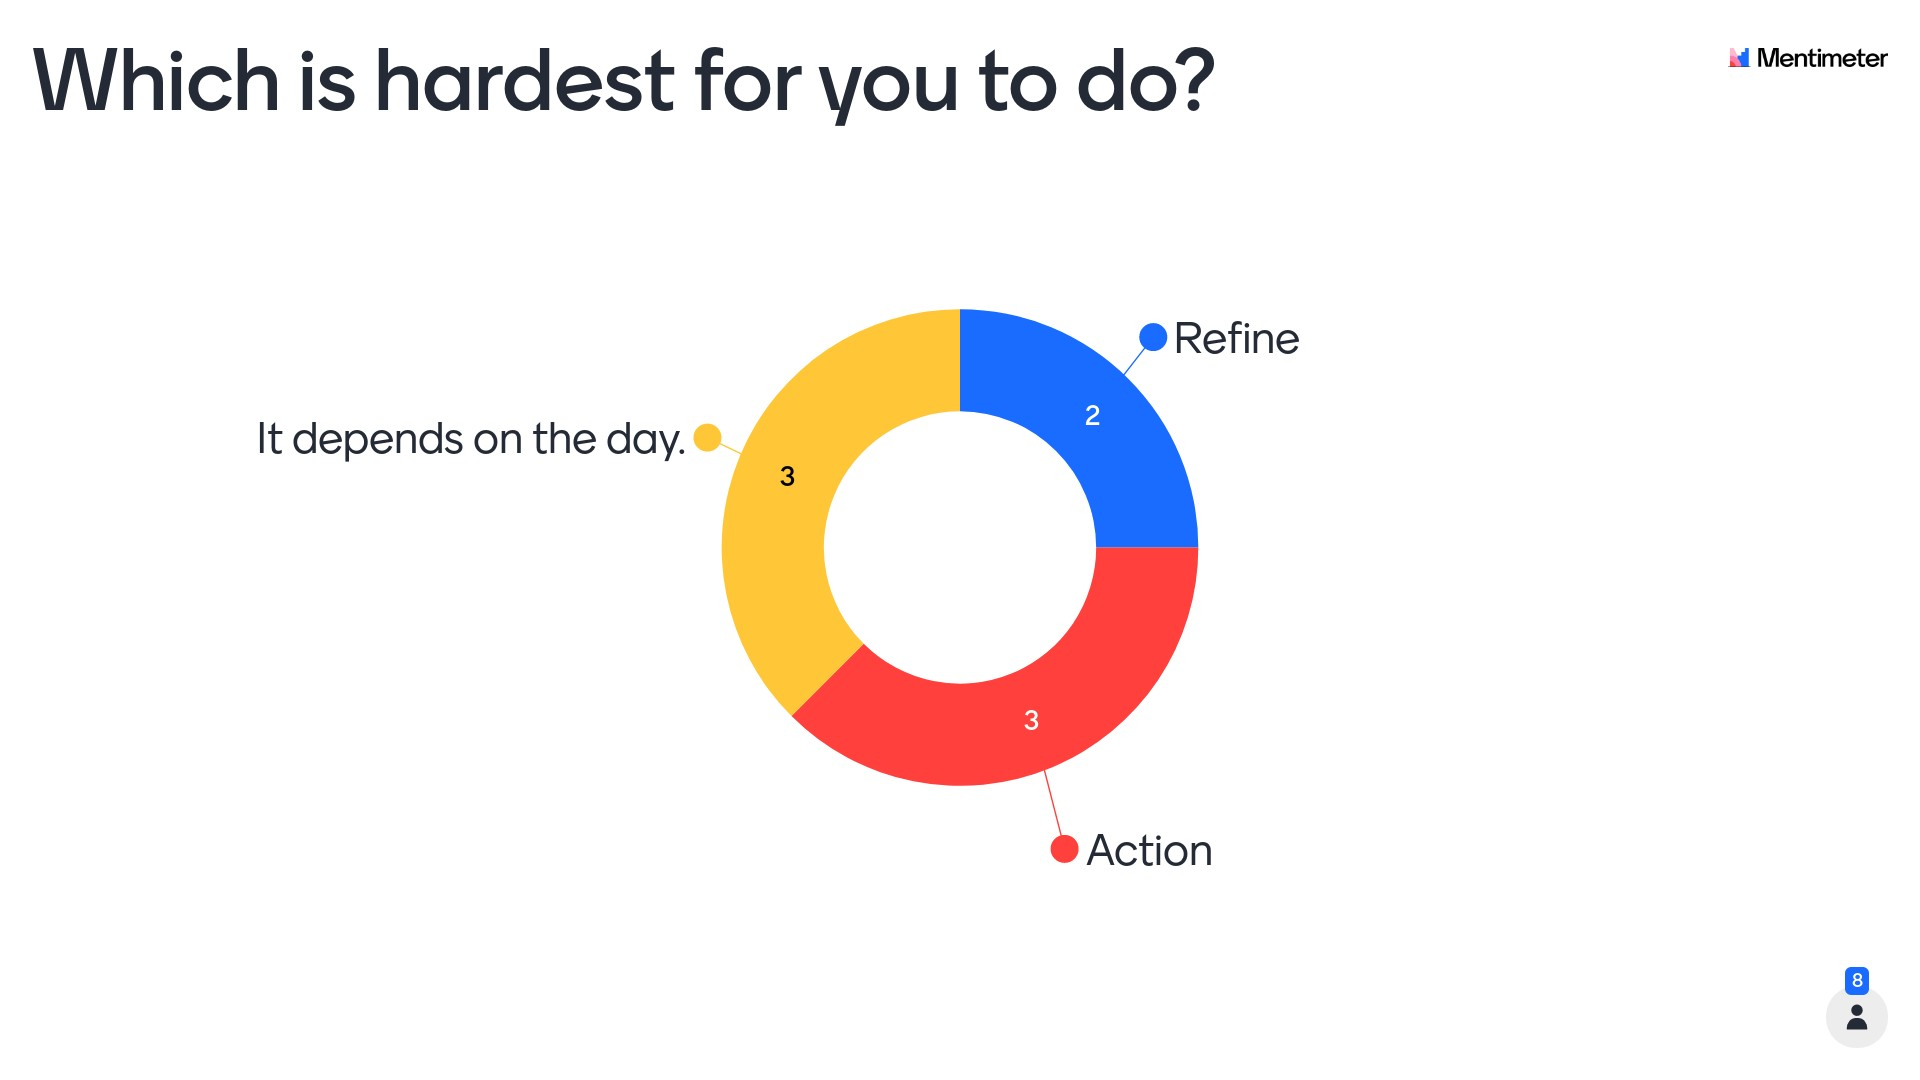 Which is hardest for you to do?
Mentimeter
Refine
2
It depends on the day.
3
3
Action
8